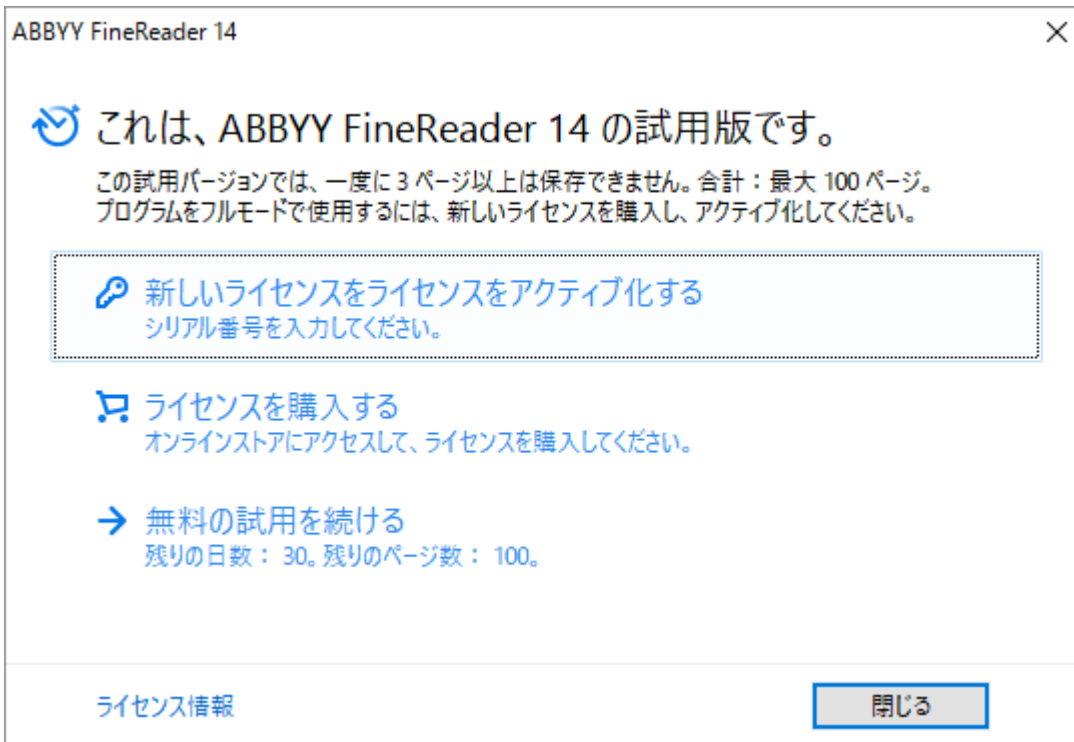 ABBYY FineReader 14
これは、ABBYY FineReader 14 の試用版です。
この試用バージョンでは、一度に 3 ページ以上は保存できません。合計：最大 100 ページ。
プログラムをフルモードで使用するには、新しいライセンスを購入し、アクティブ化してください。
新しいライセンスをライセンスをアクティブ化する
シリアル番号を入力してください。
ライセンスを購入する
オンラインストアにアクセスして、ライセンスを購入してください。
無料の試用を続ける
残りの日数： 30。残りのページ数： 100。
ライセンス情報
閉じる